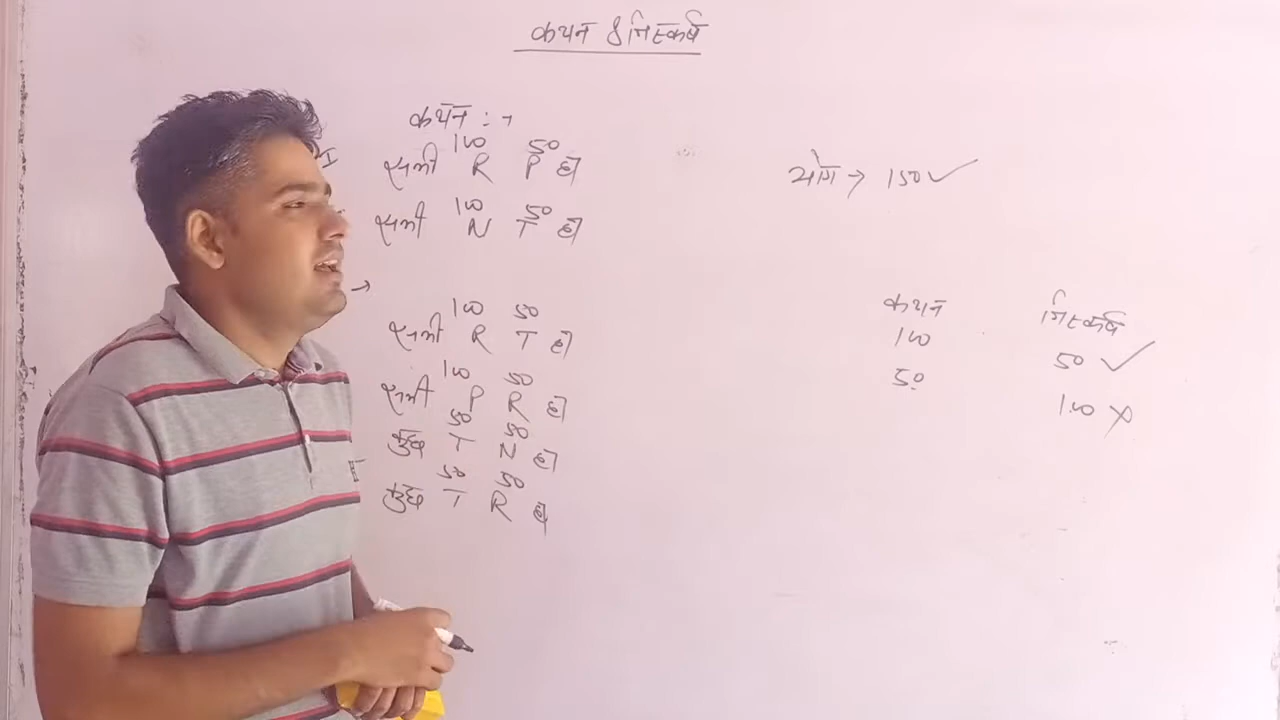 कथन & निष्कर्ष
कथन :→
100 50
सभी R P है
100 50
सभी N T है
→
100 50
सभी R T है
100 50
सभी P R है
50 50
कुछ T N है
50 50
कुछ T R है
योग → 150 ✓
कथन निष्कर्ष
100 50 ✓
50 100 ✗